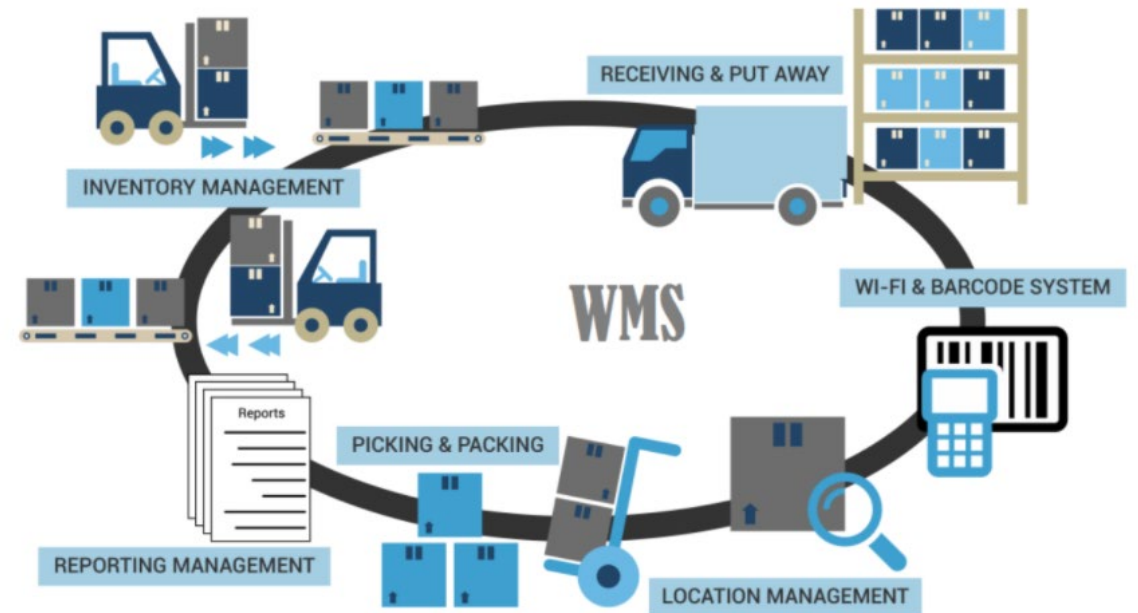 RECEIVING & PUT AWAY
INVENTORY MANAGEMENT
WI-FI & BARCODE SYSTEM
WMS
Reports
PICKING & PACKING
REPORTING MANAGEMENT
LOCATION MANAGEMENT